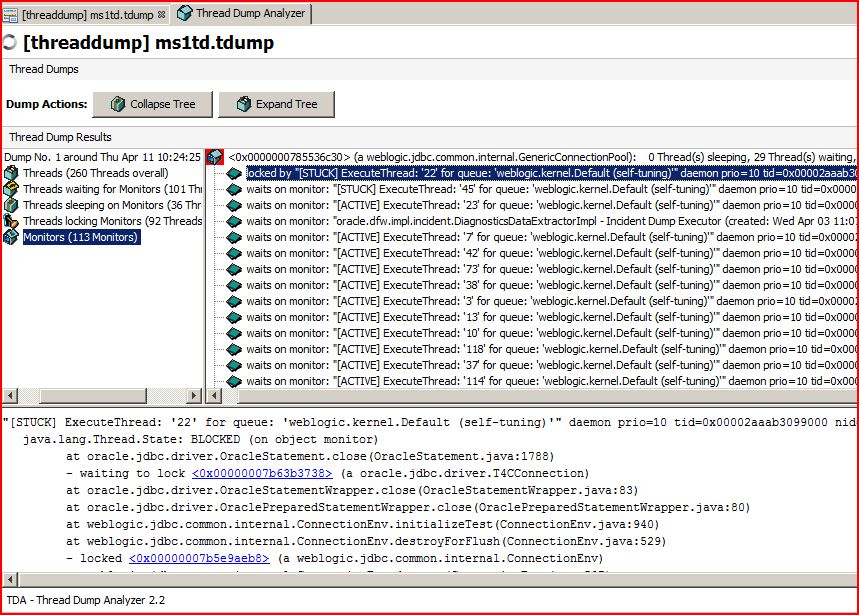 [threaddump] ms1td.tdump Thread Dump Analyzer
[threaddump] ms1td.tdump
Thread Dumps
Dump Actions: Collapse Tree Expand Tree
Thread Dump Results
Dump No. 1 around Thu Apr 11 10:24:25
Threads (260 Threads overall)
Threads waiting for Monitors (101 Thr
Threads sleeping on Monitors (36 Thr
Threads locking Monitors (92 Threads
Monitors (113 Monitors)
<0x0000000785536c30> (a weblogic.jdbc.common.internal.GenericConnectionPool): 0 Thread(s) sleeping, 29 Thread(s) waiting,
locked by "[STUCK] ExecuteThread: '22' for queue: 'weblogic.kernel.Default (self-tuning)'" daemon prio=10 tid=0x00002aaab30
waits on monitor: "[STUCK] ExecuteThread: '45' for queue: 'weblogic.kernel.Default (self-tuning)'" daemon prio=10 tid=0x0000
waits on monitor: "[ACTIVE] ExecuteThread: '23' for queue: 'weblogic.kernel.Default (self-tuning)'" daemon prio=10 tid=0x0000
waits on monitor: "oracle.dfw.impl.incident.DiagnosticsDataExtractorImpl - Incident Dump Executor (created: Wed Apr 03 11:0
waits on monitor: "[ACTIVE] ExecuteThread: '7' for queue: 'weblogic.kernel.Default (self-tuning)'" daemon prio=10 tid=0x00002
waits on monitor: "[ACTIVE] ExecuteThread: '42' for queue: 'weblogic.kernel.Default (self-tuning)'" daemon prio=10 tid=0x0000
waits on monitor: "[ACTIVE] ExecuteThread: '73' for queue: 'weblogic.kernel.Default (self-tuning)'" daemon prio=10 tid=0x0000
waits on monitor: "[ACTIVE] ExecuteThread: '38' for queue: 'weblogic.kernel.Default (self-tuning)'" daemon prio=10 tid=0x0000
waits on monitor: "[ACTIVE] ExecuteThread: '3' for queue: 'weblogic.kernel.Default (self-tuning)'" daemon prio=10 tid=0x00002
waits on monitor: "[ACTIVE] ExecuteThread: '13' for queue: 'weblogic.kernel.Default (self-tuning)'" daemon prio=10 tid=0x0000
waits on monitor: "[ACTIVE] ExecuteThread: '10' for queue: 'weblogic.kernel.Default (self-tuning)'" daemon prio=10 tid=0x0000
waits on monitor: "[ACTIVE] ExecuteThread: '118' for queue: 'weblogic.kernel.Default (self-tuning)'" daemon prio=10 tid=0x000
waits on monitor: "[ACTIVE] ExecuteThread: '37' for queue: 'weblogic.kernel.Default (self-tuning)'" daemon prio=10 tid=0x0000
waits on monitor: "[ACTIVE] ExecuteThread: '114' for queue: 'weblogic.kernel.Default (self-tuning)'" daemon prio=10 tid=0x000
"[STUCK] ExecuteThread: '22' for queue: 'weblogic.kernel.Default (self-tuning)'" daemon prio=10 tid=0x00002aaab3099000 nid=
java.lang.Thread.State: BLOCKED (on object monitor)
at oracle.jdbc.driver.OracleStatement.close(OracleStatement.java:1788)
- waiting to lock <0x00000007b63b3738> (a oracle.jdbc.driver.T4CConnection)
at oracle.jdbc.driver.OracleStatementWrapper.close(OracleStatementWrapper.java:83)
at oracle.jdbc.driver.OraclePreparedStatementWrapper.close(OraclePreparedStatementWrapper.java:80)
at weblogic.jdbc.common.internal.ConnectionEnv.initializeTest(ConnectionEnv.java:940)
at weblogic.jdbc.common.internal.ConnectionEnv.destroyForFlush(ConnectionEnv.java:529)
- locked <0x00000007b5e9aeb8> (a weblogic.jdbc.common.internal.ConnectionEnv)
TDA - Thread Dump Analyzer 2.2